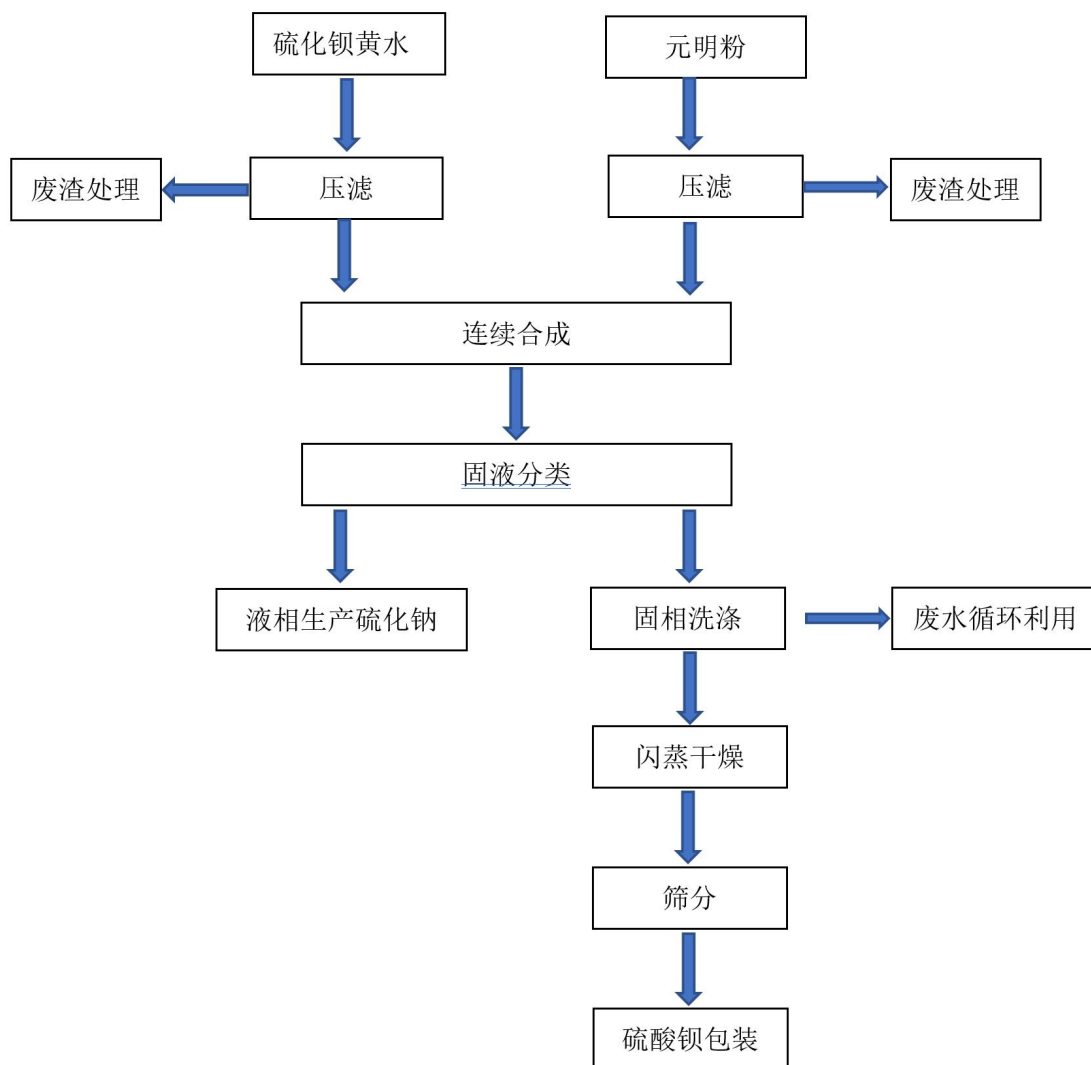 硫化钡黄水
元明粉
废渣处理
压滤
压滤
废渣处理
连续合成
固液分类
液相生产硫化钠
固相洗涤
废水循环利用
闪蒸干燥
筛分
硫酸钡包装